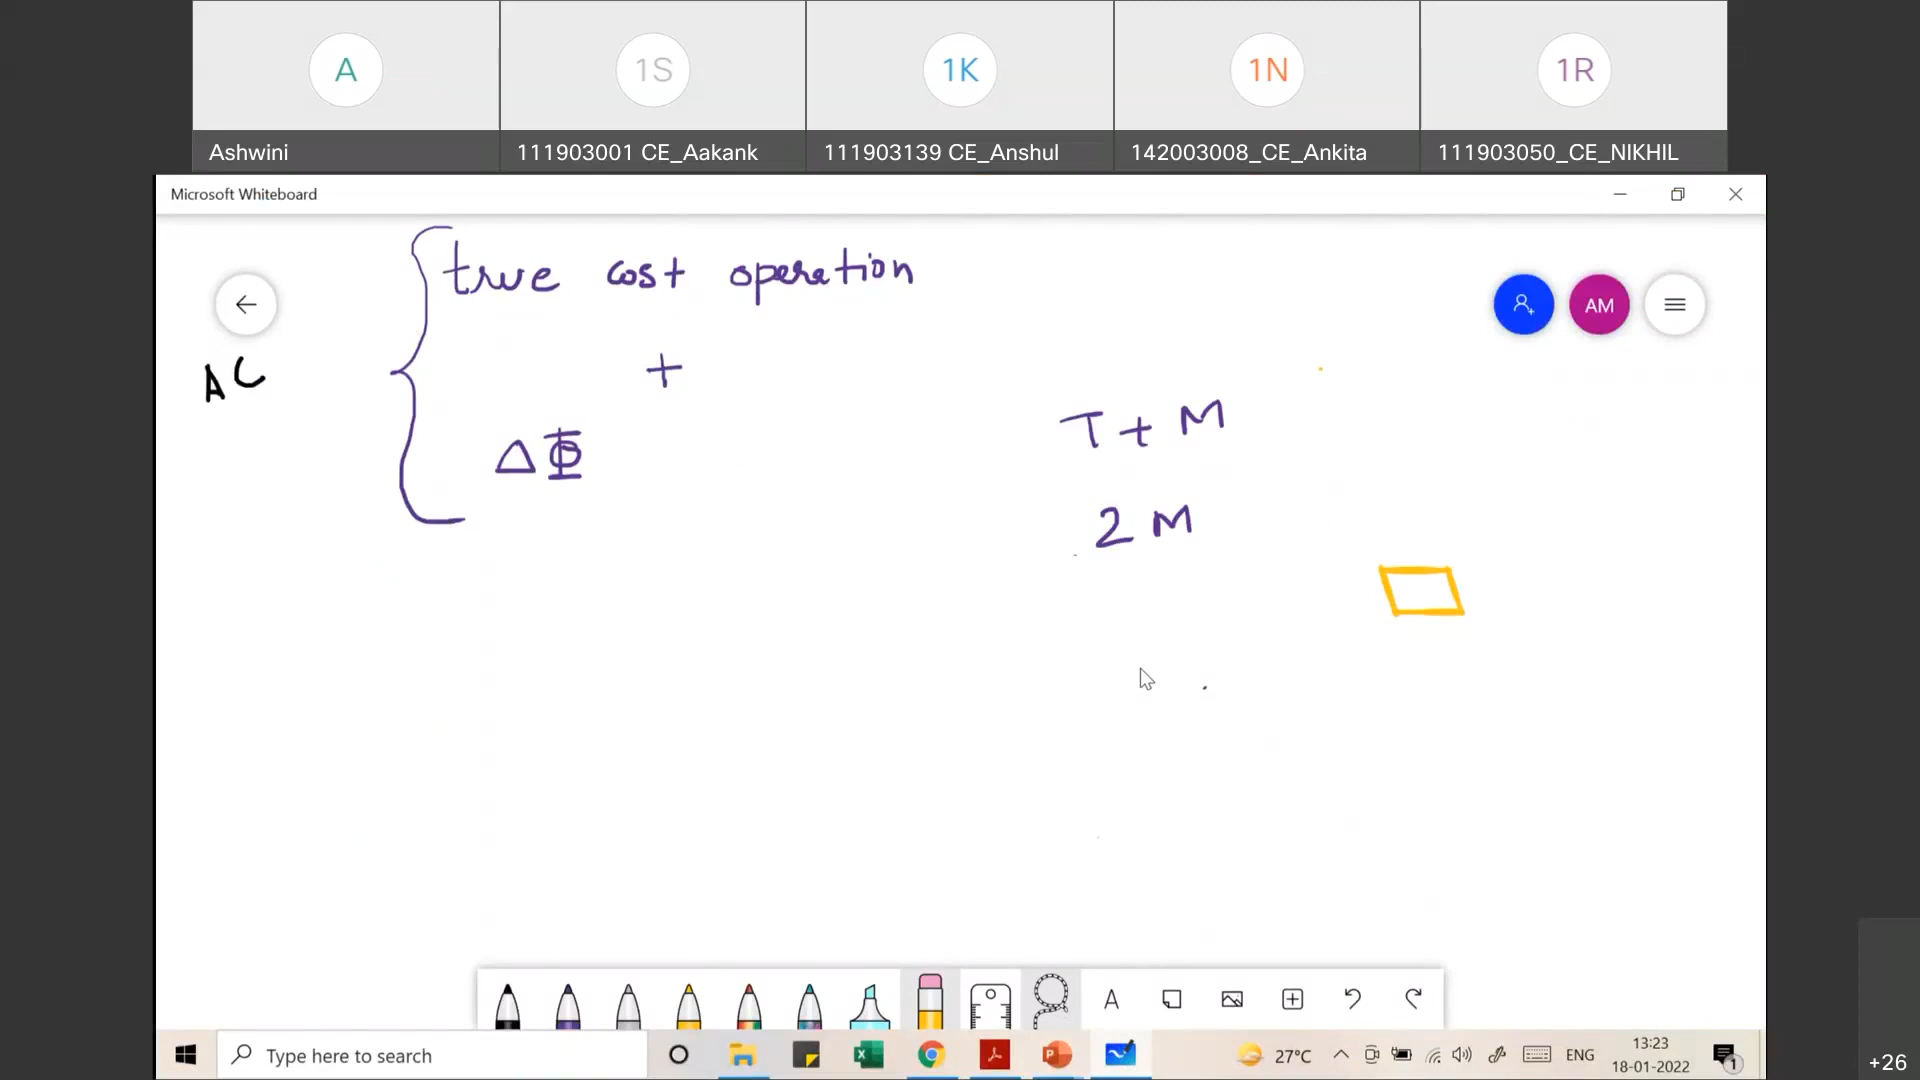 A 1S 1K 1N 1R
Ashwini 111903001 CE_Aakank 111903139 CE_Anshul 142003008_CE_Ankita 111903050_CE_NIKHIL
Microsoft Whiteboard
true cost operation
AM
AC
+
T + M
ΔΦ
2 M
A
Type here to search
27°C
ENG
13:23
18-01-2022
1
+26